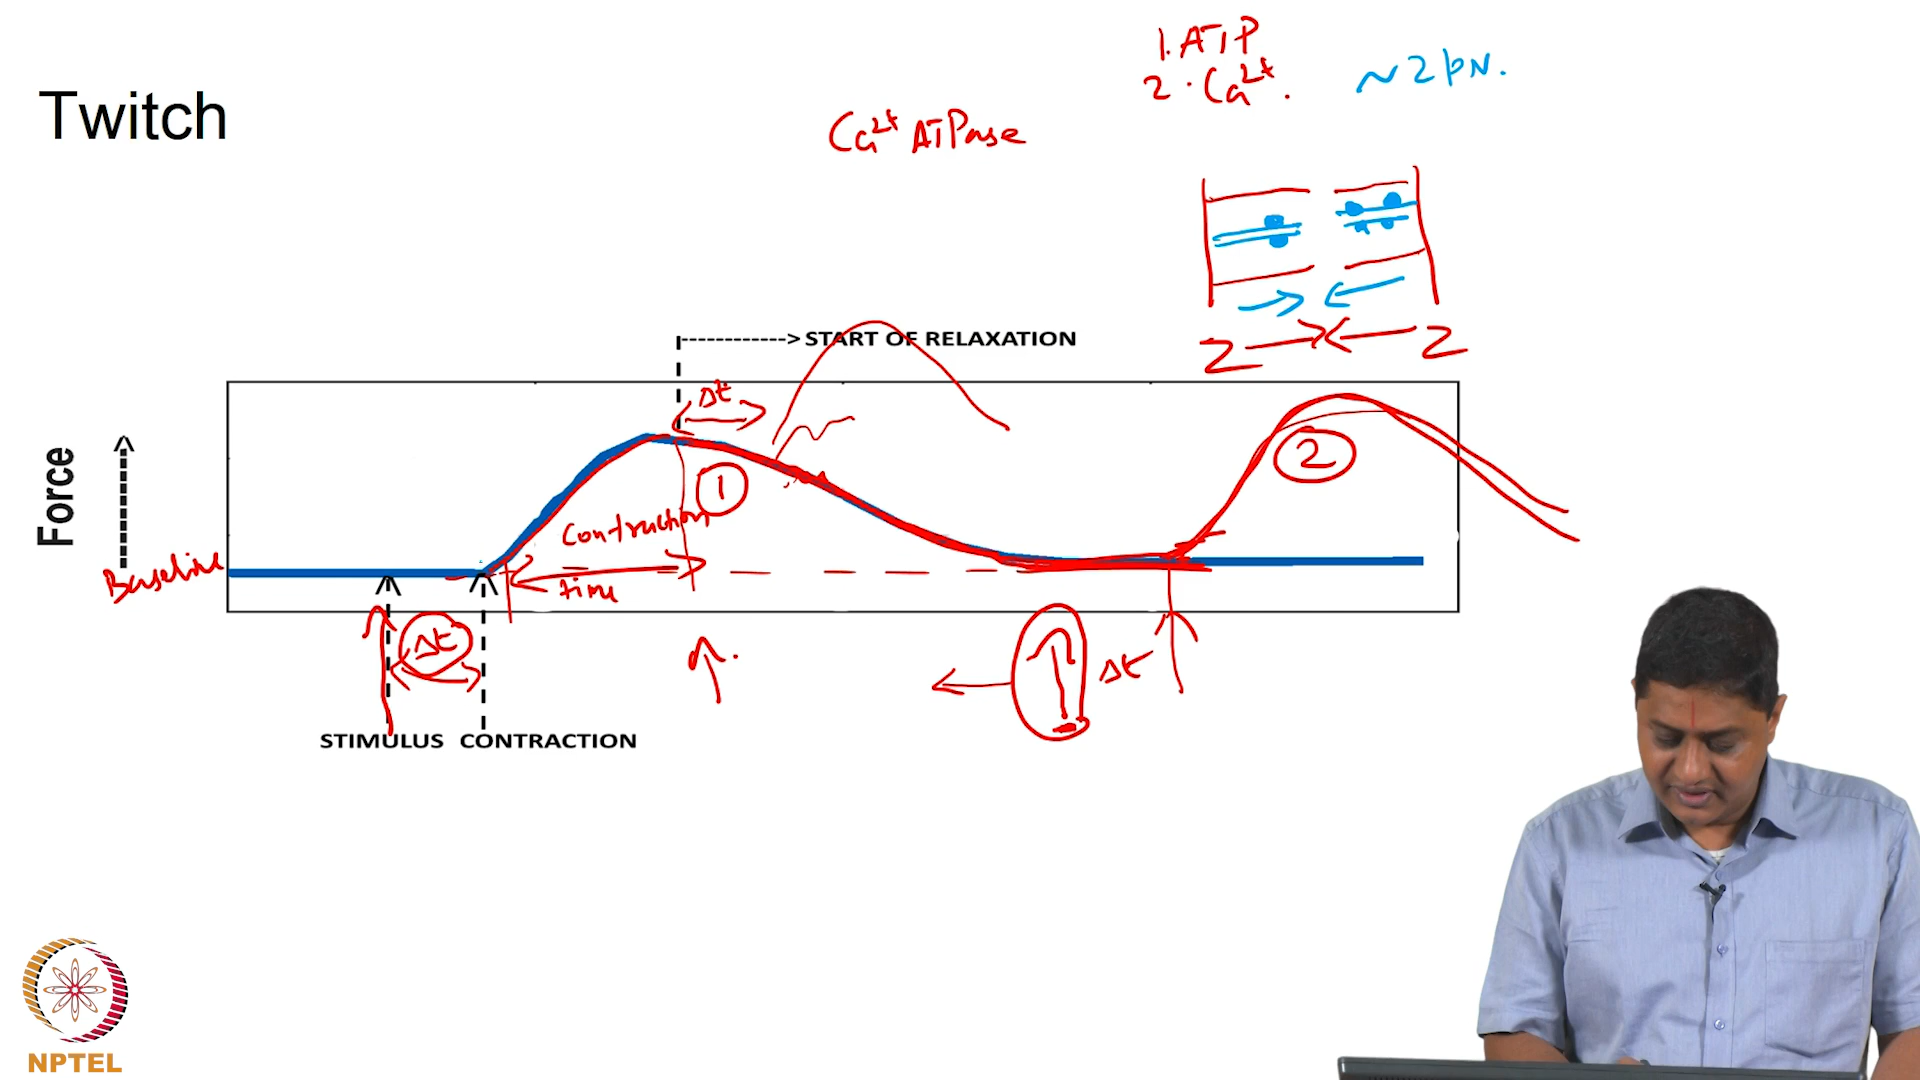 Twitch
1. ATP
2. Ca2+.
~2pN.
Ca2+ ATPase
-----------> START OF RELAXATION
Z Z
Δt
Force
1
2
Contraction
time
Baseline
Δt
Δt
STIMULUS CONTRACTION
NPTEL